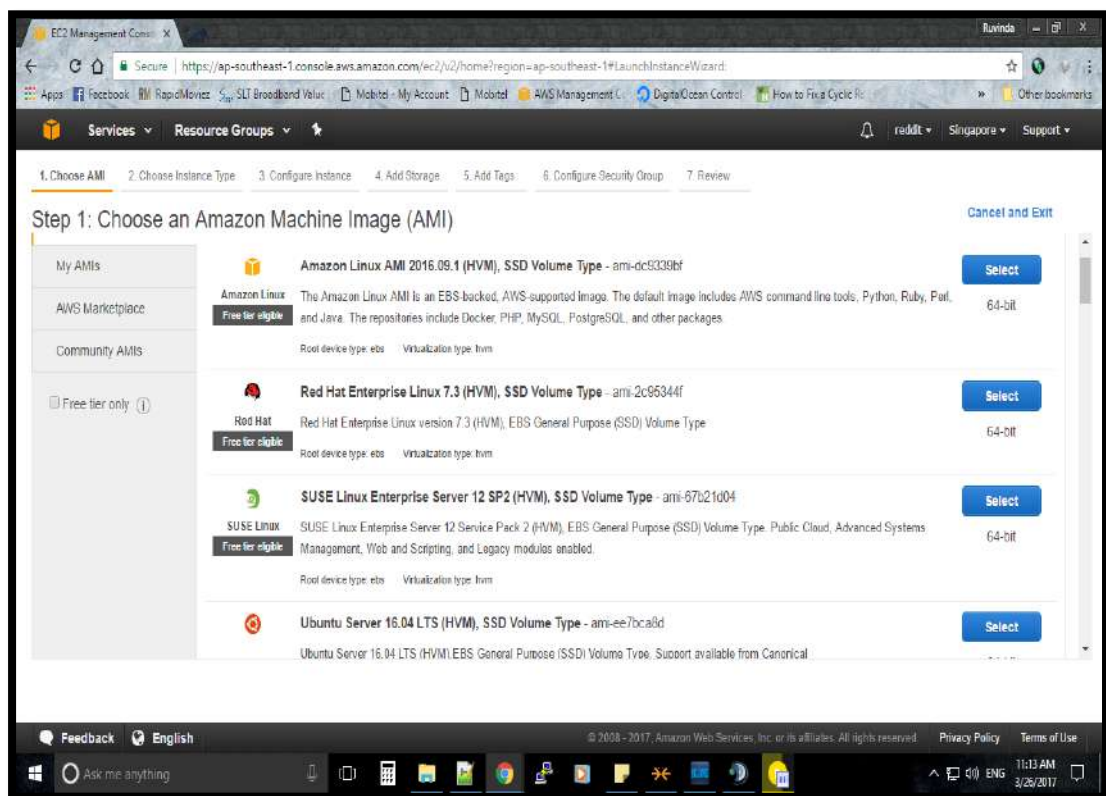 EC2 Management Cons
Ruvinda
Secure | https://ap-southeast-1.console.aws.amazon.com/ec2/v2/home?region=ap-southeast-1#LaunchInstanceWizard:
Apps Facebook RapidMoviez SLT Broadband Value Mobitel - My Account Mobitel AWS Management C DigitalOcean Control How to Fix a Cyclic R » Other bookmarks
Services Resource Groups reddit Singapore Support
1. Choose AMI 2. Choose Instance Type 3. Configure Instance 4. Add Storage 5. Add Tags 6. Configure Security Group 7. Review
Step 1: Choose an Amazon Machine Image (AMI)
Cancel and Exit
My AMIs
AWS Marketplace
Community AMIs
Free tier only
Amazon Linux
Free tier eligible
Amazon Linux AMI 2016.09.1 (HVM), SSD Volume Type - ami-dc9339bf
The Amazon Linux AMI is an EBS-backed, AWS-supported image. The default image includes AWS command line tools, Python, Ruby, Perl,
and Java. The repositories include Docker, PHP, MySQL, PostgreSQL, and other packages.
Root device type: ebs Virtualization type: hvm
Select
64-bit
Red Hat
Free tier eligible
Red Hat Enterprise Linux 7.3 (HVM), SSD Volume Type - ami-2c95344f
Red Hat Enterprise Linux version 7.3 (HVM), EBS General Purpose (SSD) Volume Type
Root device type: ebs Virtualization type: hvm
Select
64-bit
SUSE Linux
Free tier eligible
SUSE Linux Enterprise Server 12 SP2 (HVM), SSD Volume Type - ami-67b21d04
SUSE Linux Enterprise Server 12 Service Pack 2 (HVM), EBS General Purpose (SSD) Volume Type. Public Cloud, Advanced Systems
Management, Web and Scripting, and Legacy modules enabled.
Root device type: ebs Virtualization type: hvm
Select
64-bit
Ubuntu Server 16.04 LTS (HVM), SSD Volume Type - ami-ee7bca8d
Ubuntu Server 16.04 LTS (HVM),EBS General Purpose (SSD) Volume Type. Support available from Canonical
Select
Feedback English
© 2008 - 2017, Amazon Web Services, Inc. or its affiliates. All rights reserved. Privacy Policy Terms of Use
Ask me anything
ENG
11:13 AM
3/26/2017